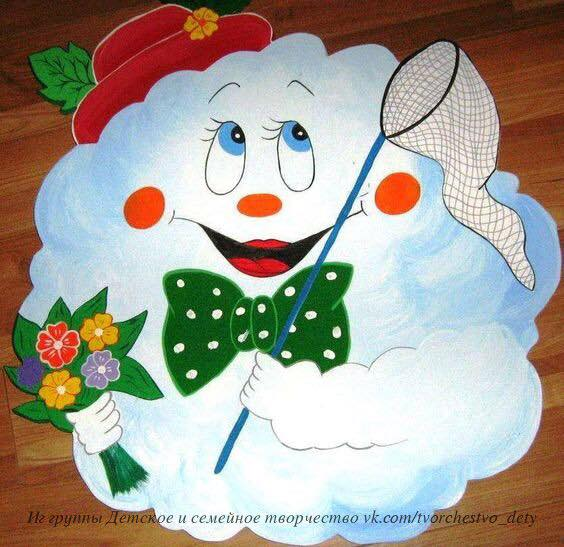 Из группы Детское и семейное творчество vk.com/tvorchestvo_dety